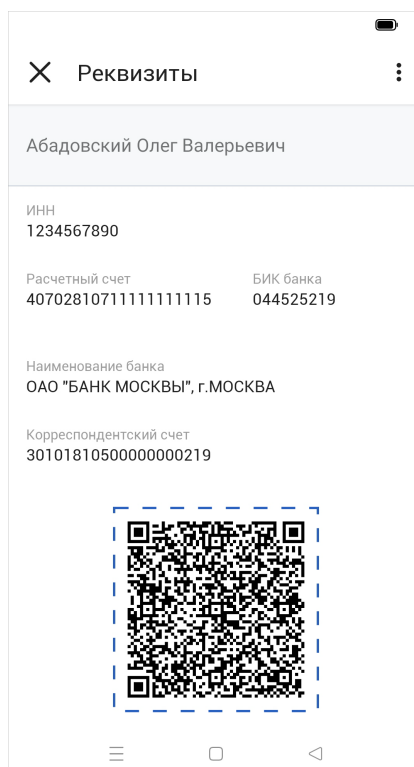 Реквизиты
Абадовский Олег Валерьевич
ИНН
1234567890
Расчетный счет БИК банка
40702810711111111115 044525219
Наименование банка
ОАО "БАНК МОСКВЫ", г.МОСКВА
Корреспондентский счет
30101810500000000219